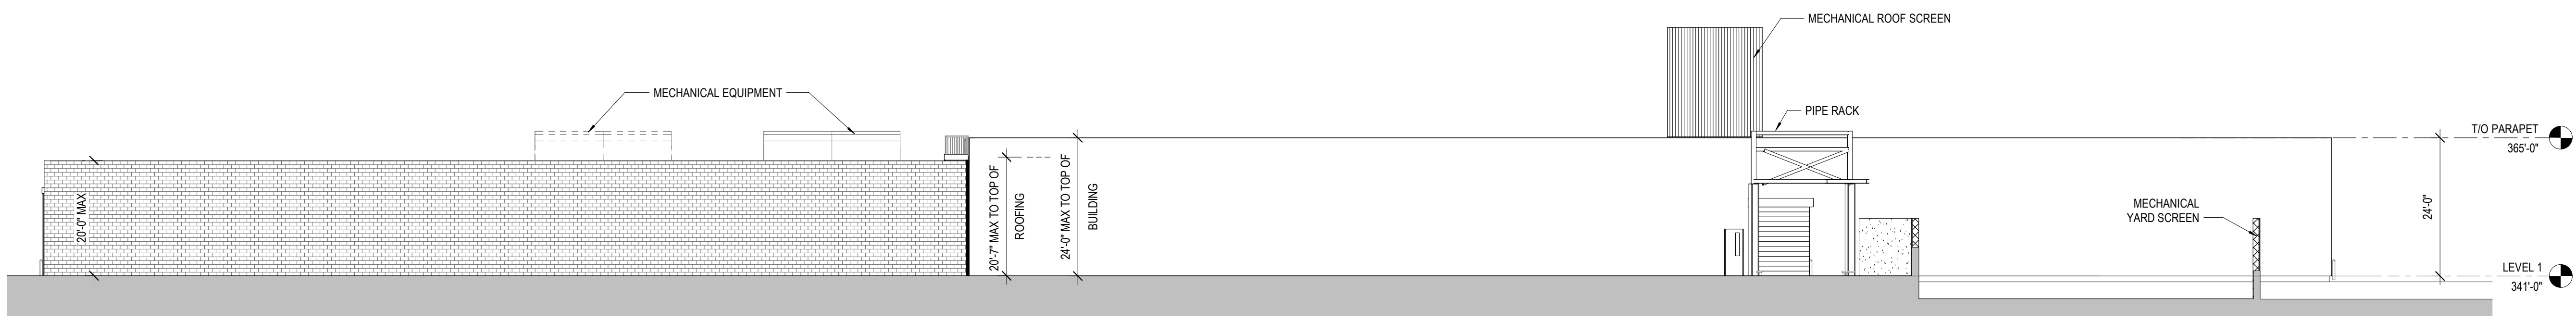 MECHANICAL ROOF SCREEN
MECHANICAL EQUIPMENT
PIPE RACK
T/O PARAPET
365'-0"
20'-0" MAX
20'-7" MAX TO TOP OF
ROOFING
24'-0" MAX TO TOP OF
BUILDING
MECHANICAL
YARD SCREEN
24'-0"
LEVEL 1
341'-0"